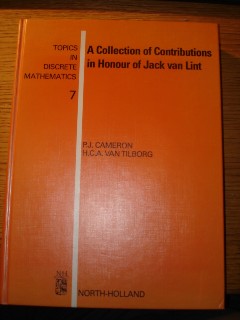 TOPICS
IN
DISCRETE
MATHEMATICS
7
A Collection of Contributions
in Honour of Jack van Lint
P.J. CAMERON
H.C.A. VAN TILBORG
NORTH-HOLLAND